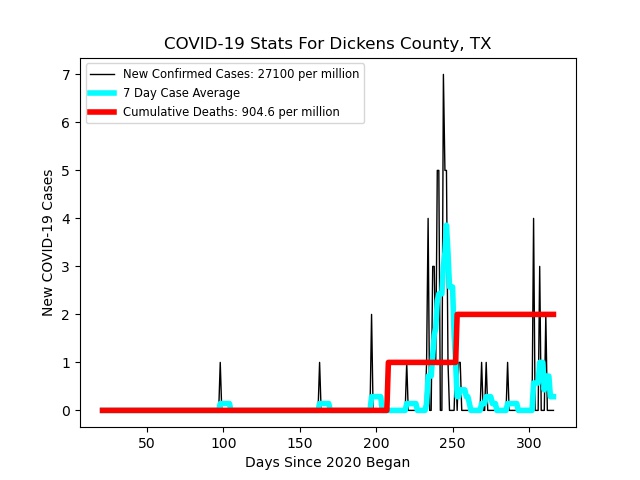 COVID-19 Stats For Dickens County, TX
New Confirmed Cases: 27100 per million
7 Day Case Average
Cumulative Deaths: 904.6 per million
New COVID-19 Cases
7
6
5
4
3
2
1
0
50 100 150 200 250 300
Days Since 2020 Began